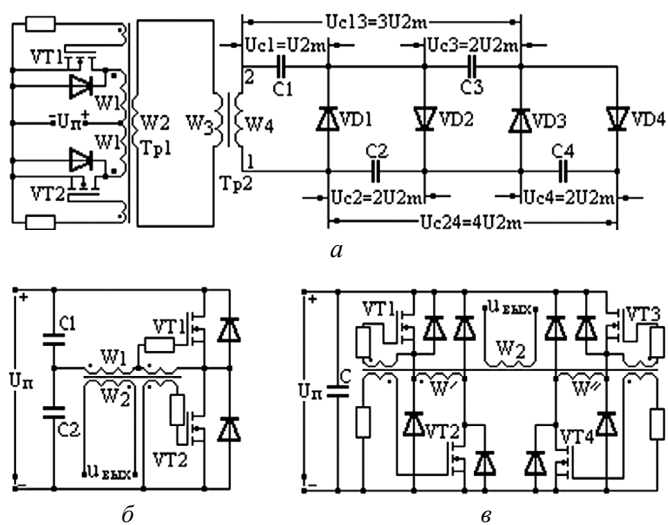 Uc13=3U2m
Uc1=U2m
Uc3=2U2m
VT1
W1
2
C1
C3
−Uп+
W2
W3
W4
VD1
VD2
VD3
VD4
W1
Тр1
1
C2
C4
VT2
Тр2
Uc2=2U2m
Uc4=2U2m
Uc24=4U2m
а
+
C1
VT1
W1
Uп
W2
C2
VT2
uвых
−
б
+
VT1
uвых
VT3
W2
Uп
C
W′
W″
VT2
VT4
−
в